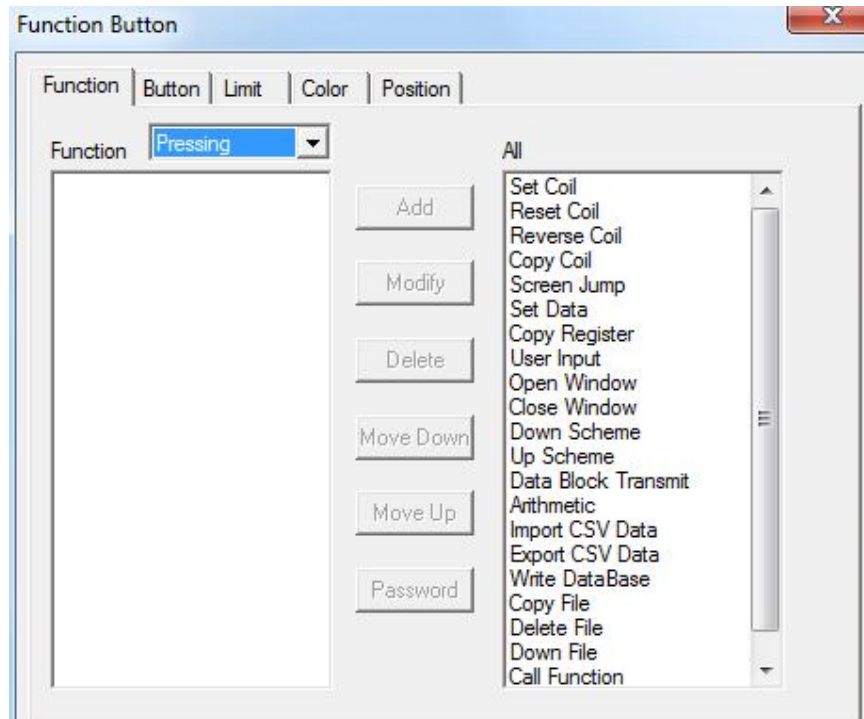 Function Button
Function Button Limit Color Position
Function Pressing All
Add
Modify
Delete
Move Down
Move Up
Password
Set Coil
Reset Coil
Reverse Coil
Copy Coil
Screen Jump
Set Data
Copy Register
User Input
Open Window
Close Window
Down Scheme
Up Scheme
Data Block Transmit
Arithmetic
Import CSV Data
Export CSV Data
Write DataBase
Copy File
Delete File
Down File
Call Function